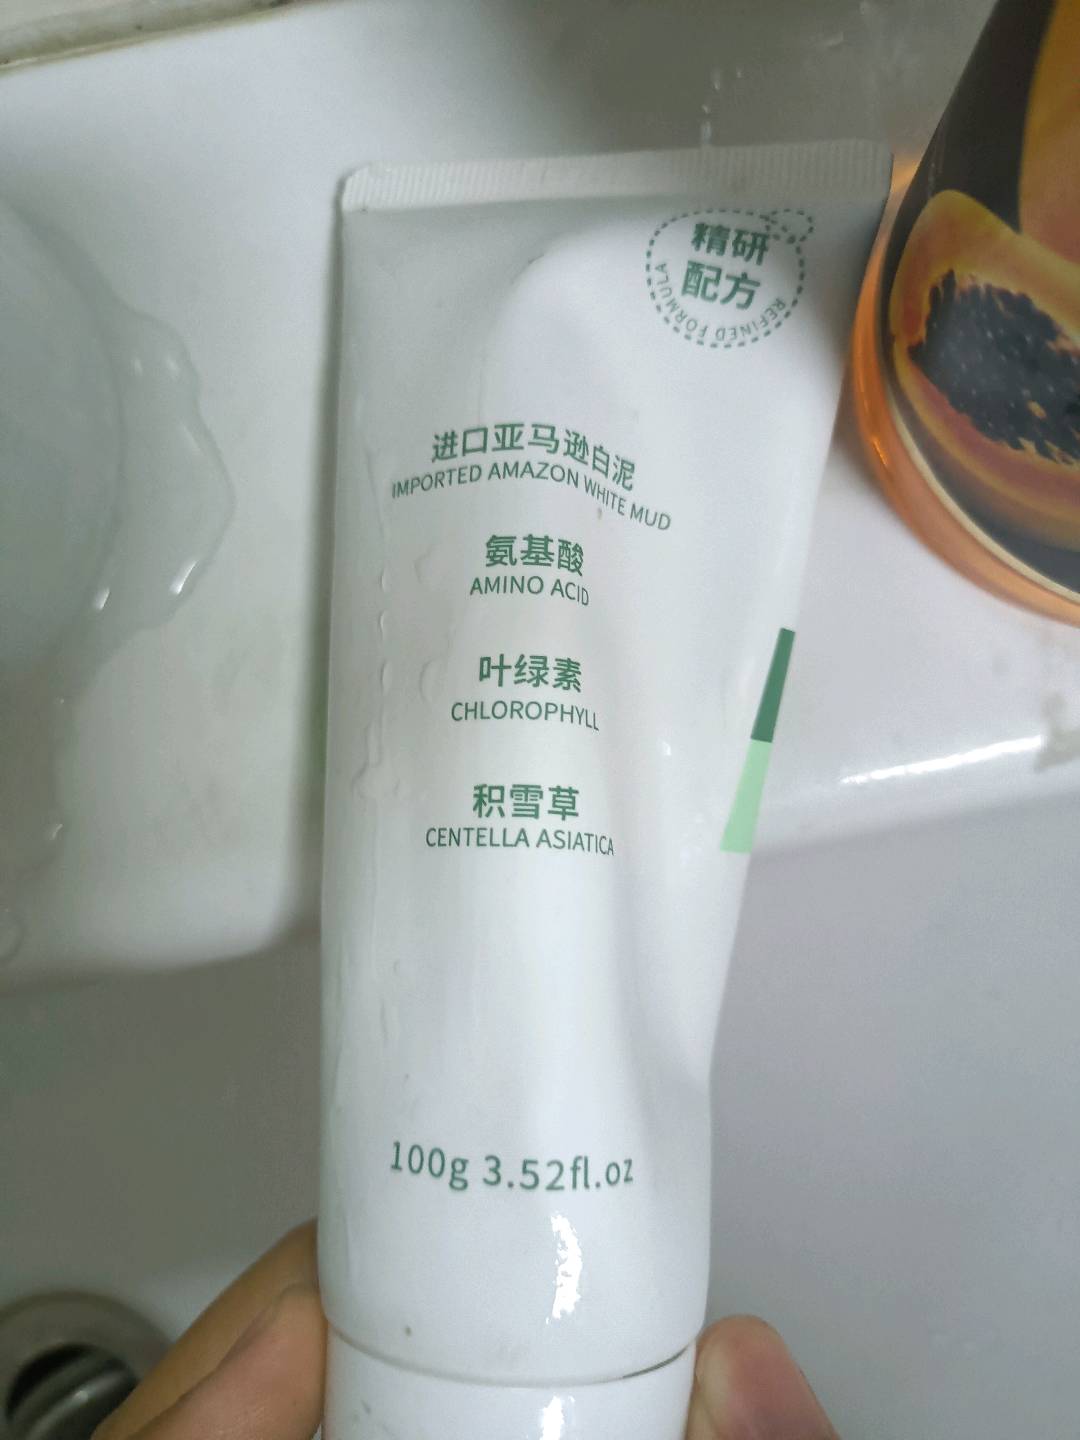 精研
配方
REFINED FORMULA
进口亚马逊白泥
IMPORTED AMAZON WHITE MUD
氨基酸
AMINO ACID
叶绿素
CHLOROPHYLL
积雪草
CENTELLA ASIATICA
100g 3.52fl.oz